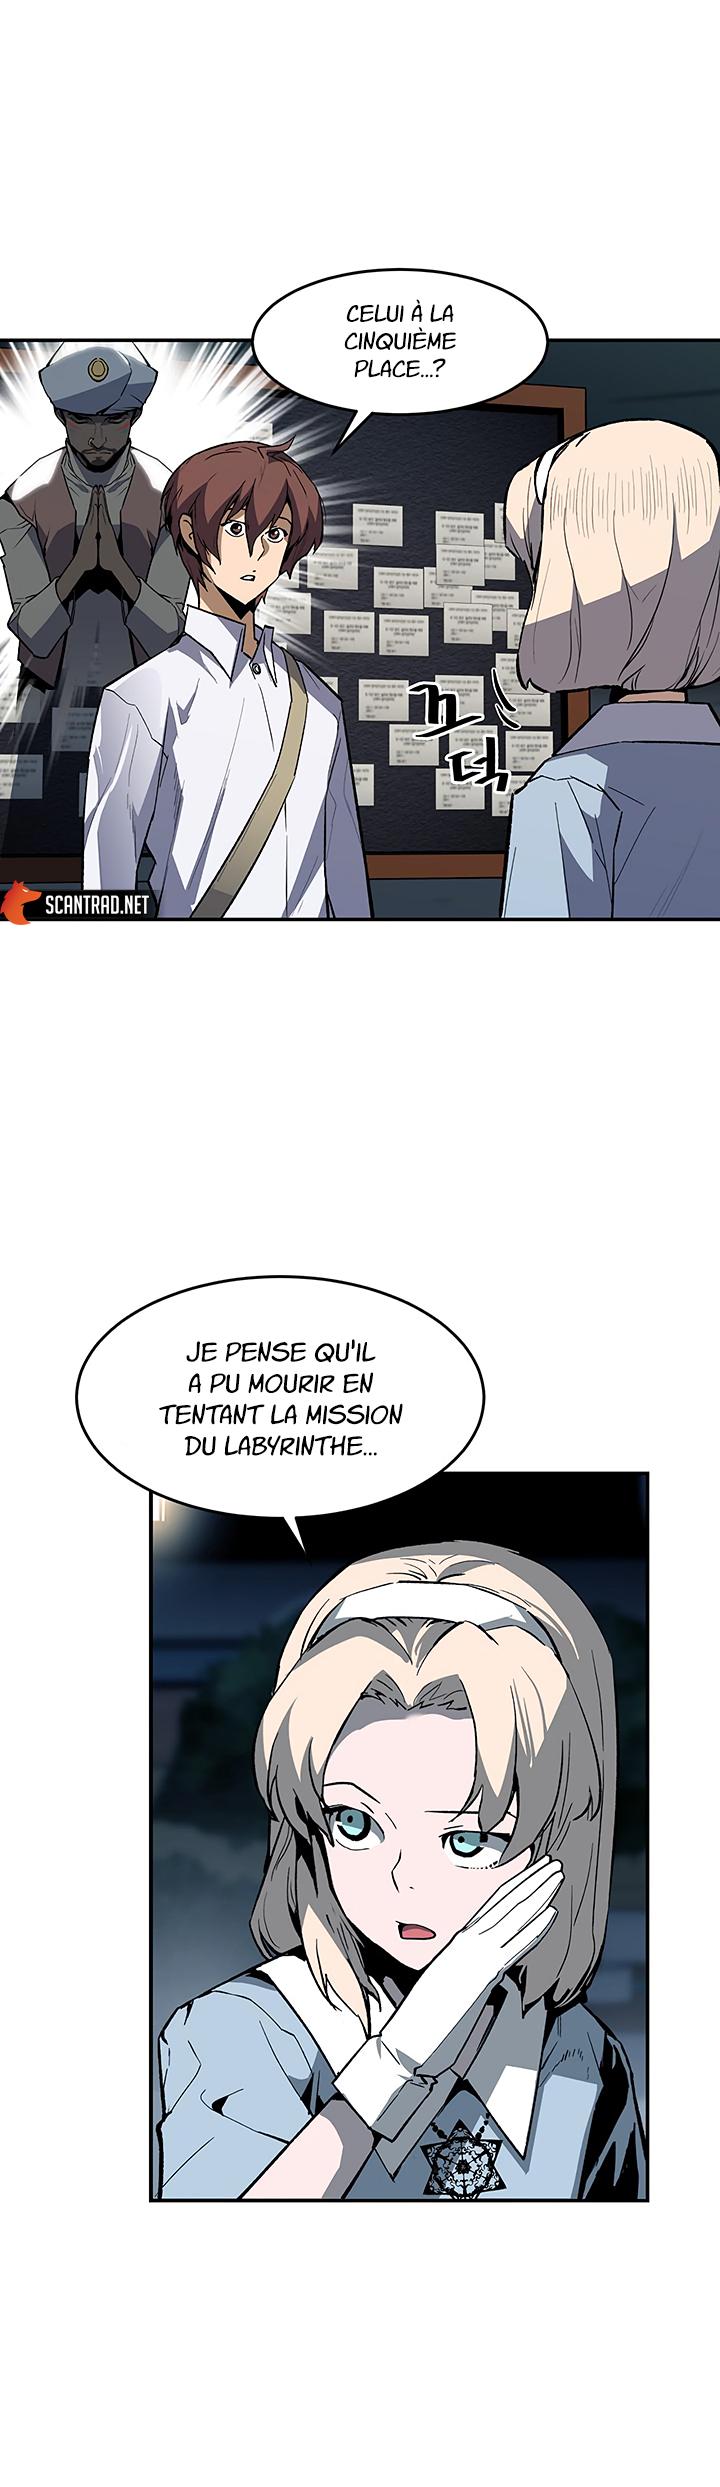 CELUI À LA
CINQUIÈME
PLACE...?
끄
덕
SCANTRAD.NET
JE PENSE QU'IL
A PU MOURIR EN
TENTANT LA MISSION
DU LABYRINTHE...